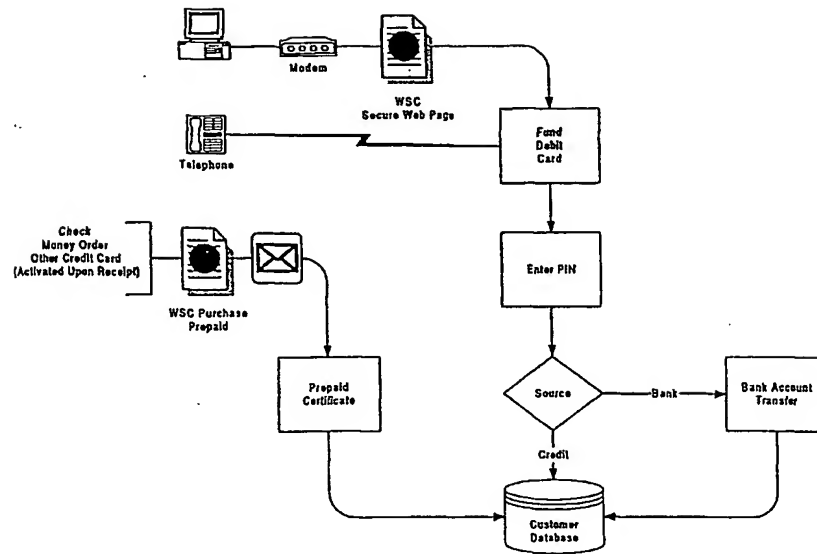 Modem
WSC
Secure Web Page
Telephone
Fund
Debit
Card
Check
Money Order
Other Credit Card
(Activated Upon Receipt)
WSC Purchase
Prepaid
Enter PIN
Prepaid
Certificate
Source
Bank
Bank Account
Transfer
Credit
Customer
Database